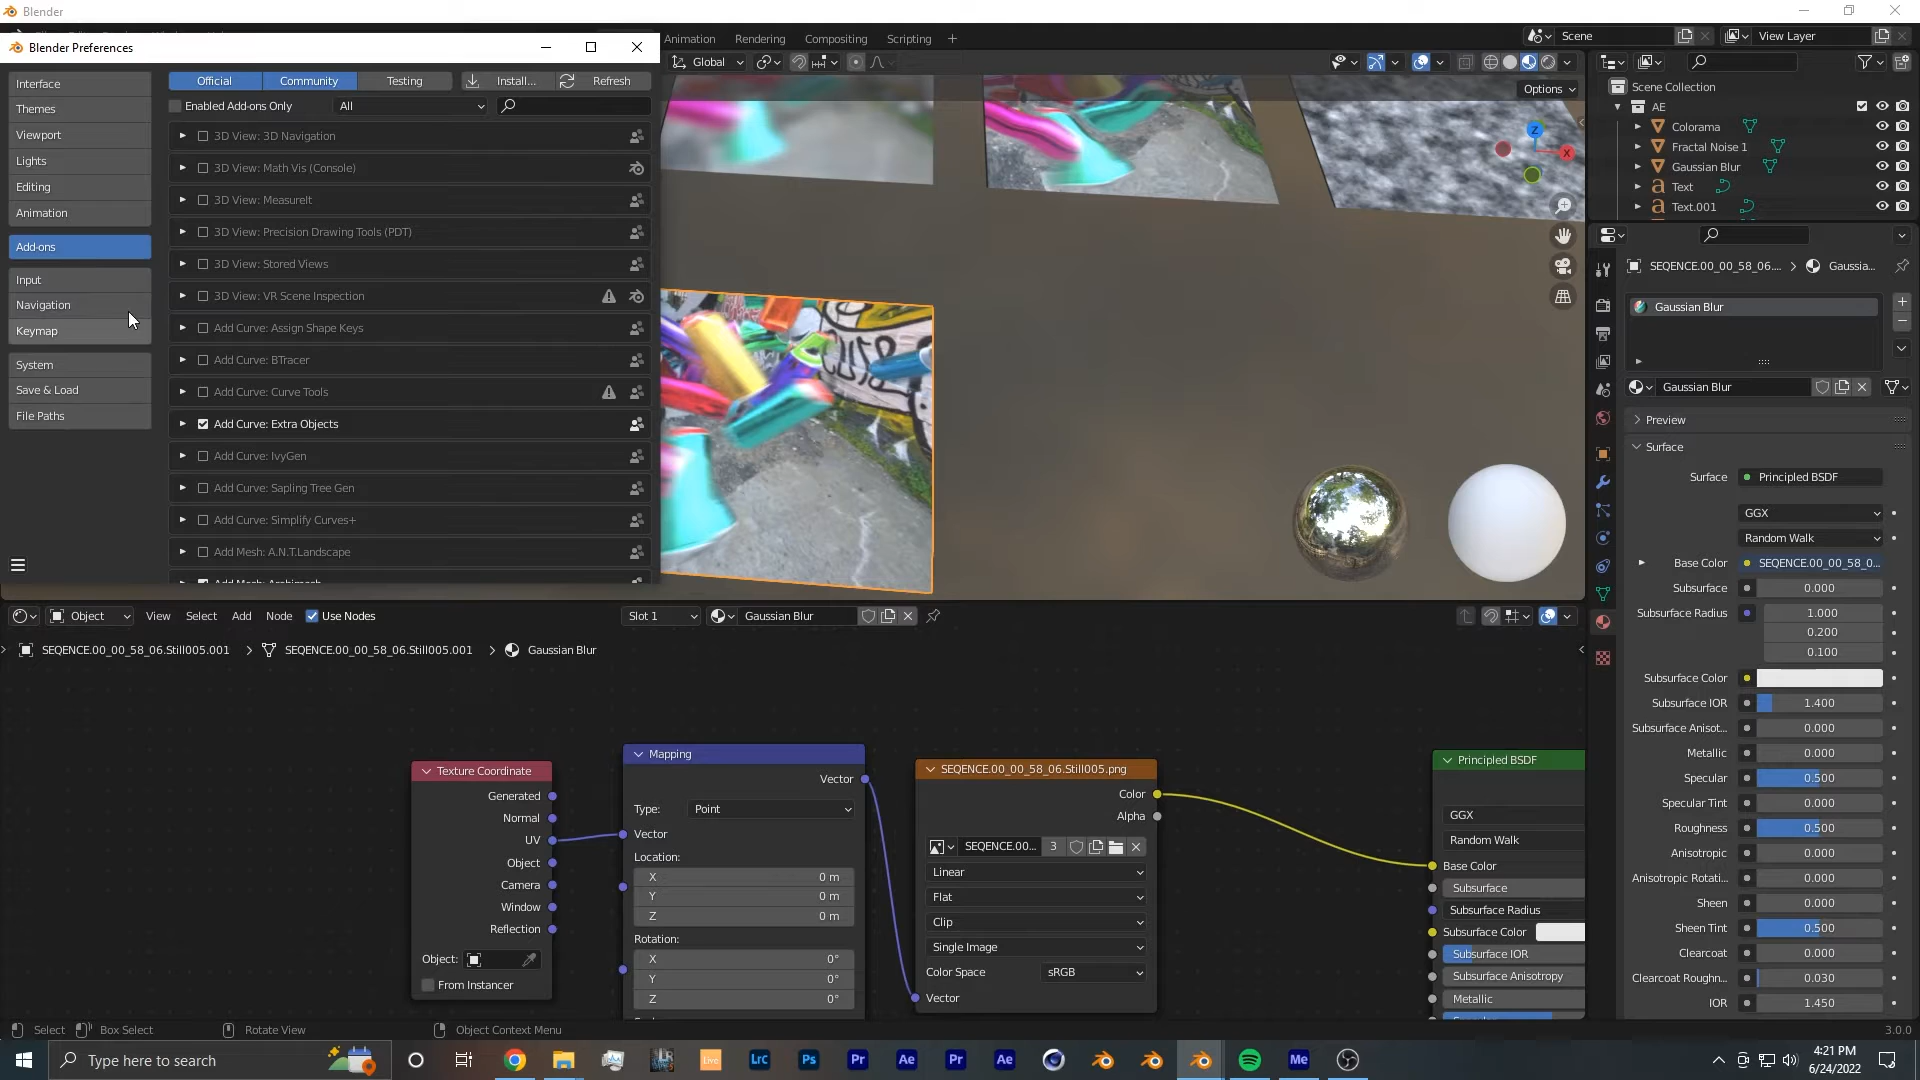 Blender
Blender Preferences
Animation
Rendering
Compositing
Scripting
Scene
View Layer
Interface
Themes
Viewport
Lights
Editing
Animation
Add-ons
Input
Navigation
Keymap
System
Save & Load
File Paths
Official
Community
Testing
Install...
Refresh
Enabled Add-ons Only
All
3D View: 3D Navigation
3D View: Math Vis (Console)
3D View: MeasureIt
3D View: Precision Drawing Tools (PDT)
3D View: Stored Views
3D View: VR Scene Inspection
Add Curve: Assign Shape Keys
Add Curve: BTracer
Add Curve: Curve Tools
Add Curve: Extra Objects
Add Curve: IvyGen
Add Curve: Sapling Tree Gen
Add Curve: Simplify Curves+
Add Mesh: A.N.T.Landscape
Global
Options
Z
X
Scene Collection
AE
Colorama
Fractal Noise 1
Gaussian Blur
Text
Text.001
SEQENCE.00_00_58_06....
Gaussia...
Gaussian Blur
Gaussian Blur
Preview
Surface
Surface
Principled BSDF
GGX
Random Walk
Base Color
SEQENCE.00_00_58_0...
Subsurface
0.000
Subsurface Radius
1.000
0.200
0.100
Subsurface Color
Subsurface IOR
1.400
Subsurface Anisot...
0.000
Metallic
0.000
Specular
0.500
Specular Tint
0.000
Roughness
0.500
Anisotropic
0.000
Anisotropic Rotati...
0.000
Sheen
0.000
Sheen Tint
0.500
Clearcoat
0.000
Clearcoat Roughn...
0.030
IOR
1.450
Object
View
Select
Add
Node
Use Nodes
Slot 1
Gaussian Blur
SEQENCE.00_00_58_06.Still005.001
SEQENCE.00_00_58_06.Still005.001
Gaussian Blur
Texture Coordinate
Generated
Normal
UV
Object
Camera
Window
Reflection
Object:
From Instancer
Mapping
Vector
Type:
Point
Vector
Location:
X 0 m
Y 0 m
Z 0 m
Rotation:
X 0°
Y 0°
Z 0°
SEQENCE.00_00_58_06.Still005.png
Color
Alpha
SEQENCE.00...
3
Linear
Flat
Clip
Single Image
Color Space
sRGB
Vector
Principled BSDF
GGX
Random Walk
Base Color
Subsurface
Subsurface Radius
Subsurface Color
Subsurface IOR
Subsurface Anisotropy
Metallic
Select
Box Select
Rotate View
Object Context Menu
3.0.0
Type here to search
Live
LrC
Ps
Pr
Ae
Pr
Ae
Me
4:21 PM
6/24/2022